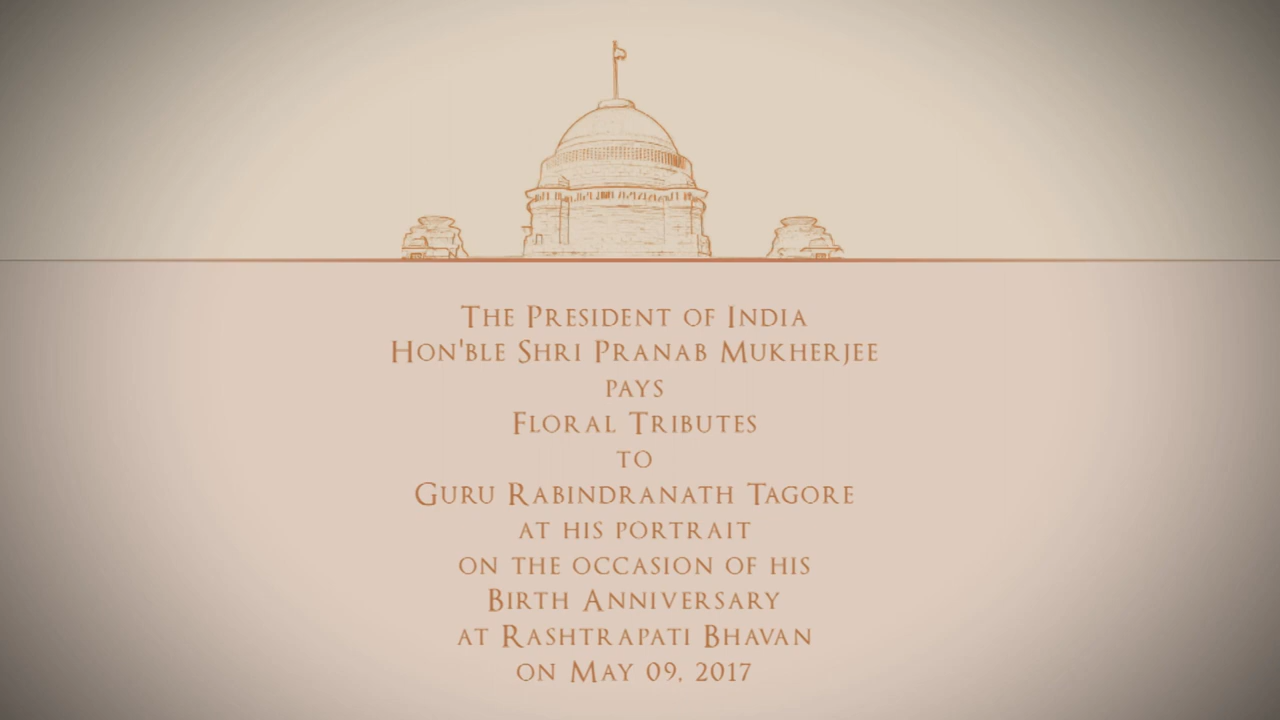 The President of India
Hon'ble Shri Pranab Mukherjee
pays
Floral Tributes
to
Guru Rabindranath Tagore
at his portrait
on the occasion of his
Birth Anniversary
at Rashtrapati Bhavan
on May 09, 2017